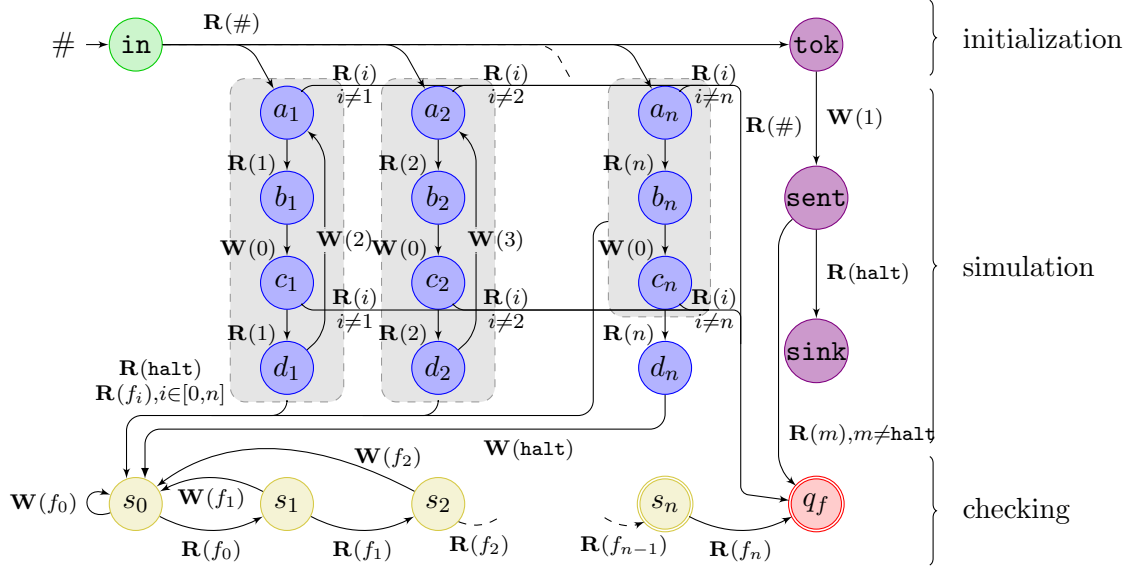 R(#)
# in tok initialization
R(i) R(i) R(i)
i≠1 i≠2 i≠n
a₁ a₂ aₙ
R(#) W(1)
R(1) R(2) R(n)
b₁ b₂ bₙ sent
W(0) W(2) W(0) W(3) W(0)
c₁ c₂ cₙ R(halt) simulation
R(i) R(i) R(i)
i≠1 i≠2 i≠n
R(1) R(2) R(n)
d₁ d₂ dₙ sink
R(halt)
R(fᵢ),i∈[0,n]
W(halt) R(m),m≠halt
W(f₂)
W(f₀) s₀ W(f₁) s₁ s₂ sₙ q_f checking
R(f₀) R(f₁) R(f₂) R(fₙ₋₁) R(fₙ)